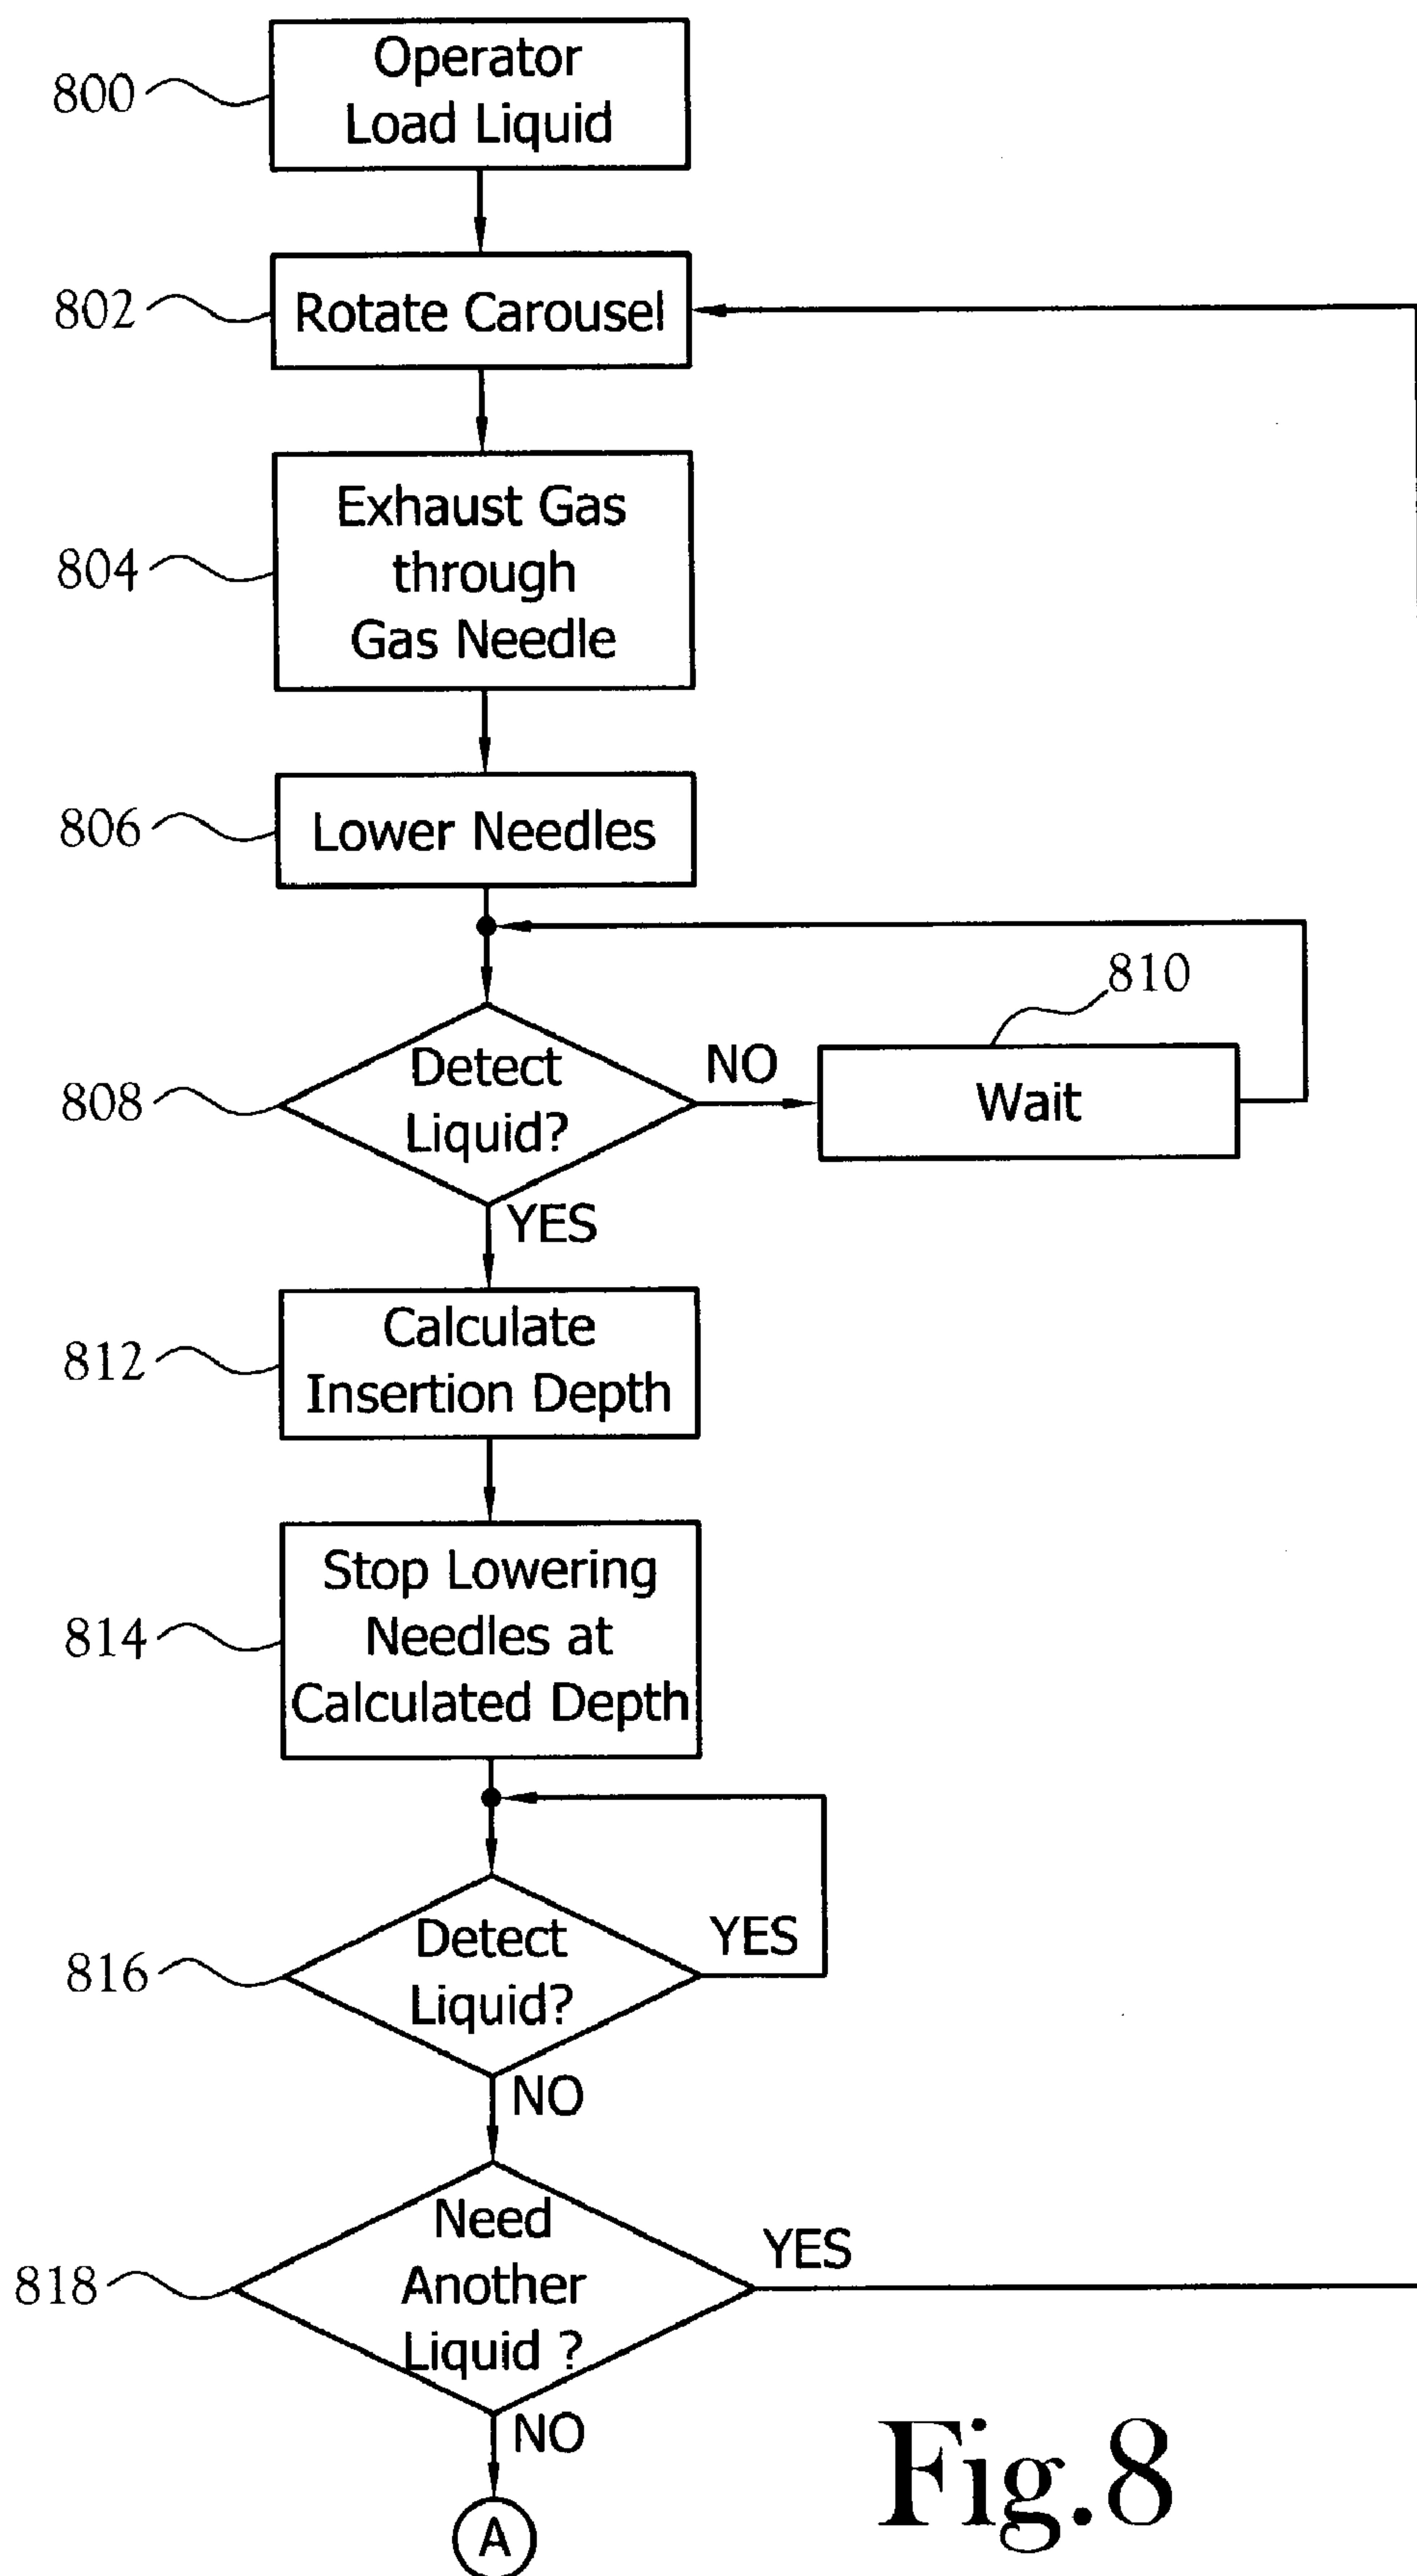 800
Operator
Load Liquid
802
Rotate Carousel
804
Exhaust Gas
through
Gas Needle
806
Lower Needles
808
Detect
Liquid?
NO
810
Wait
YES
812
Calculate
Insertion Depth
814
Stop Lowering
Needles at
Calculated Depth
816
Detect
Liquid?
YES
NO
818
Need
Another
Liquid ?
YES
NO
A
Fig.8